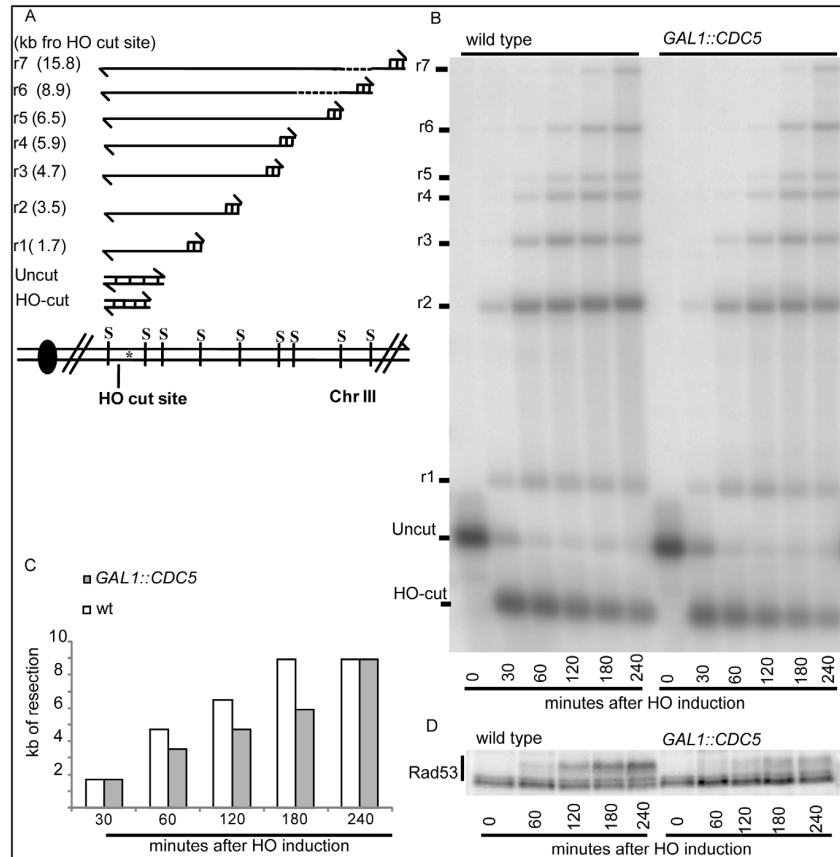 A
(kb fro HO cut site)
r7 (15.8)
r6 (8.9)
r5 (6.5)
r4 (5.9)
r3 (4.7)
r2 (3.5)
r1( 1.7)
Uncut
HO-cut
S S S S S S S S S
*
HO cut site
Chr III
B
wild type GAL1::CDC5
r7
r6
r5
r4
r3
r2
r1
Uncut
HO-cut
0 30 60 120 180 240 0 30 60 120 180 240
minutes after HO induction
C
GAL1::CDC5
wt
kb of resection
10
8
6
4
2
0
30 60 120 180 240
minutes after HO induction
D
wild type GAL1::CDC5
Rad53
0 60 120 180 240 0 60 120 180 240
minutes after HO induction